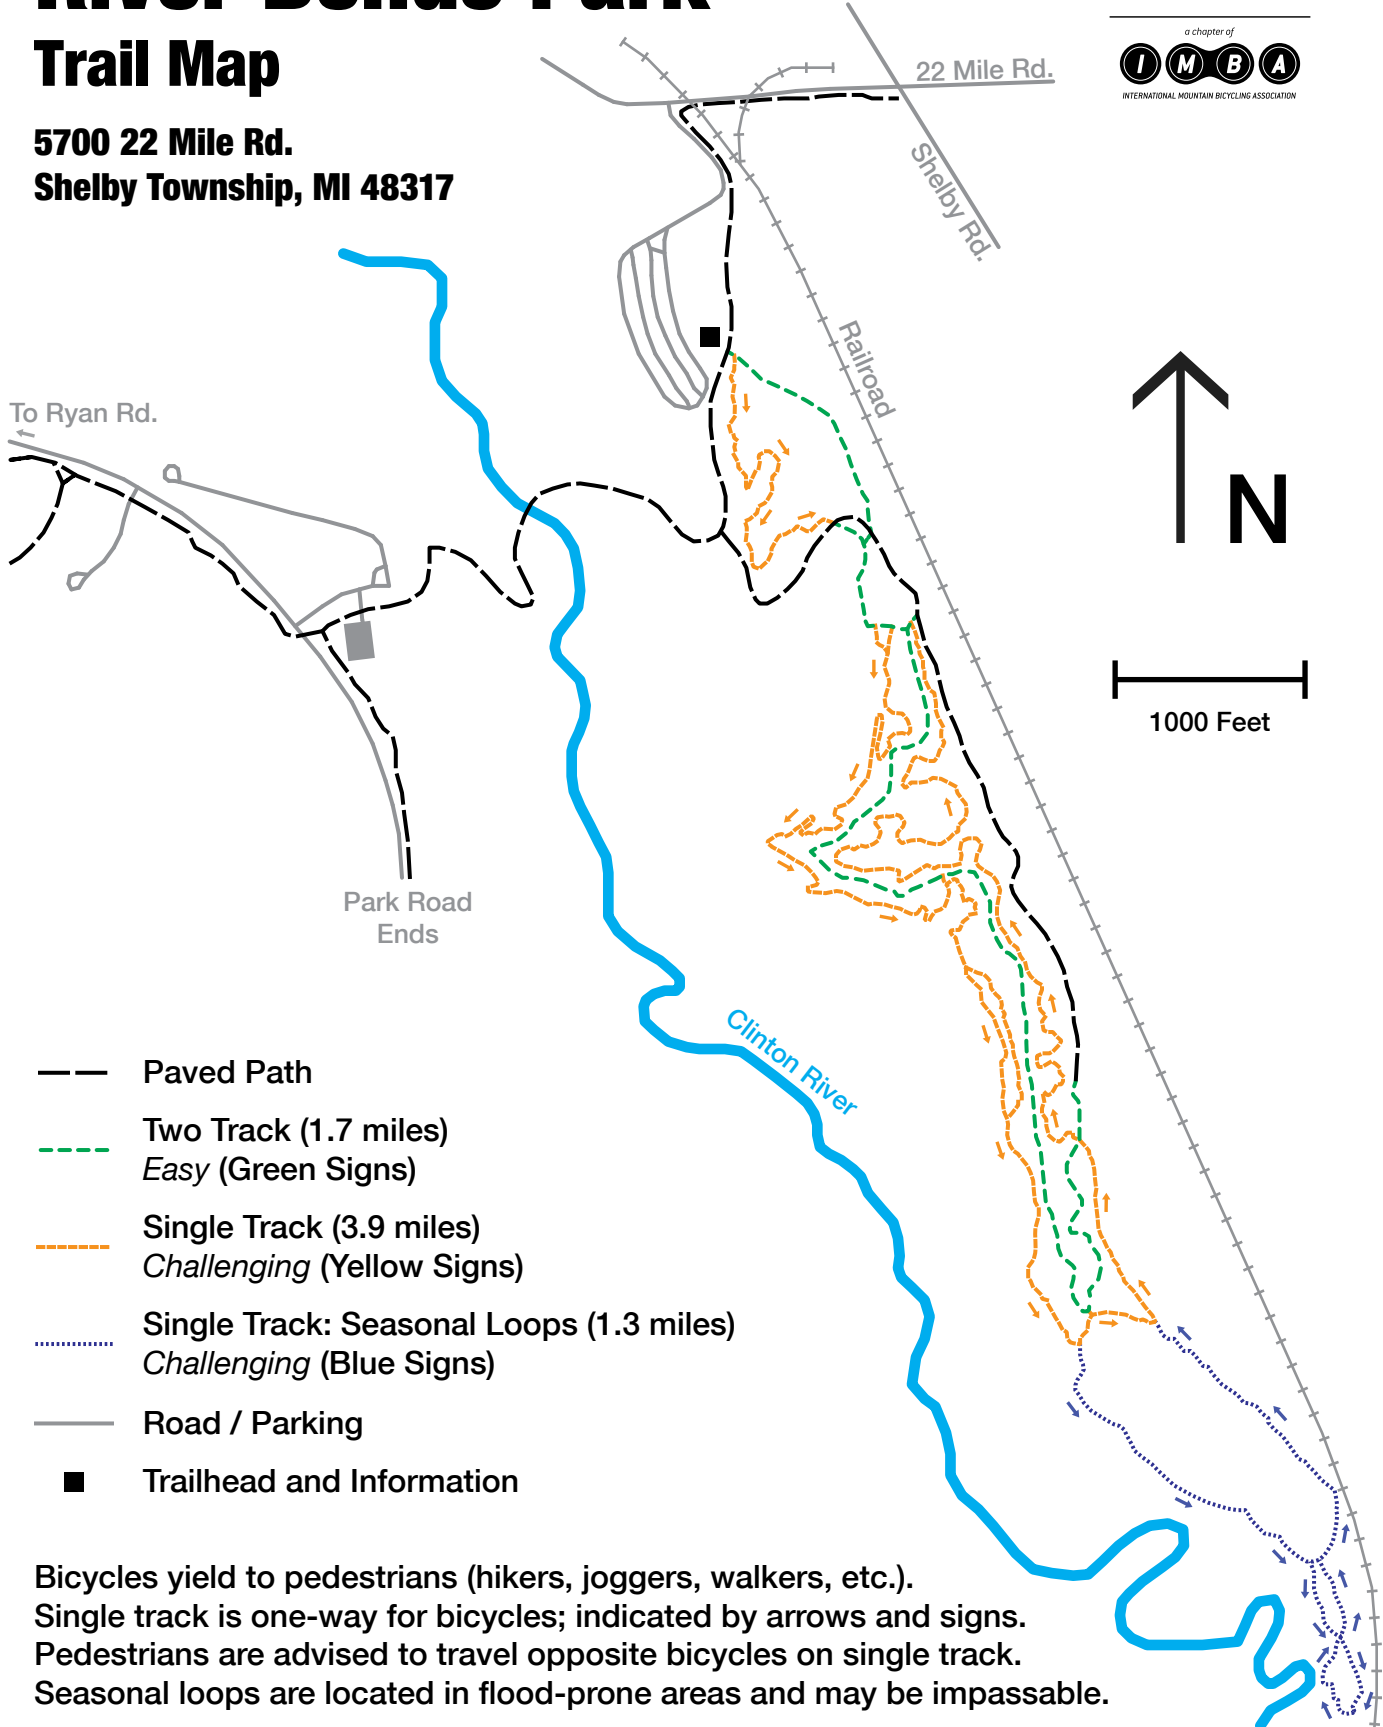 River Bends Park
Trail Map
5700 22 Mile Rd.
Shelby Township, MI 48317
a chapter of
IMBA
INTERNATIONAL MOUNTAIN BICYCLING ASSOCIATION
22 Mile Rd.
Shelby Rd.
Railroad
To Ryan Rd.
N
1000 Feet
Park Road
Ends
Clinton River
Paved Path
Two Track (1.7 miles)
Easy (Green Signs)
Single Track (3.9 miles)
Challenging (Yellow Signs)
Single Track: Seasonal Loops (1.3 miles)
Challenging (Blue Signs)
Road / Parking
Trailhead and Information
Bicycles yield to pedestrians (hikers, joggers, walkers, etc.).
Single track is one-way for bicycles; indicated by arrows and signs.
Pedestrians are advised to travel opposite bicycles on single track.
Seasonal loops are located in flood-prone areas and may be impassable.